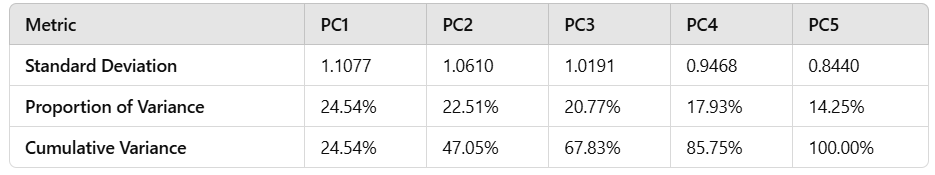 Metric PC1 PC2 PC3 PC4 PC5
Standard Deviation 1.1077 1.0610 1.0191 0.9468 0.8440
Proportion of Variance 24.54% 22.51% 20.77% 17.93% 14.25%
Cumulative Variance 24.54% 47.05% 67.83% 85.75% 100.00%